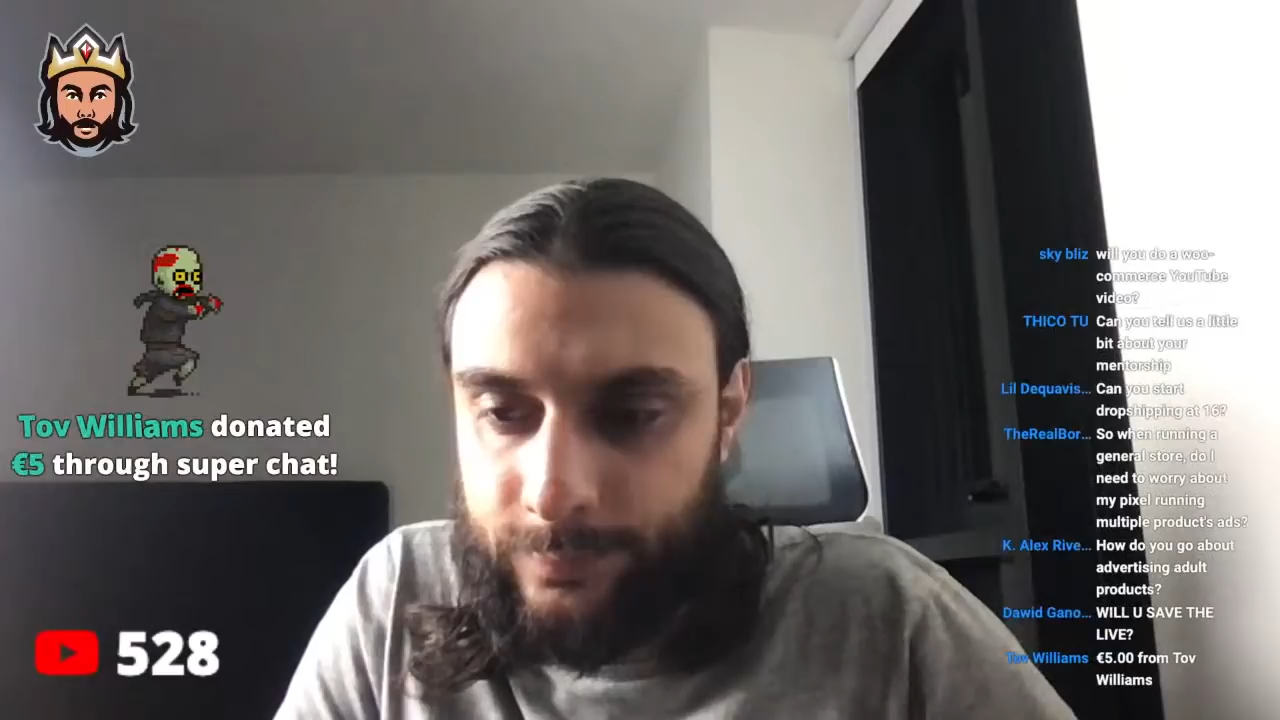 Tov Williams donated
€5 through super chat!
528
sky bliz will you do a woo-
commerce YouTube
video?
THICO TU Can you tell us a little
bit about your
mentorship
Lil Dequavis... Can you start
dropshipping at 16?
TheRealBor... So when running a
general store, do I
need to worry about
my pixel running
multiple product's ads?
K. Alex Rive... How do you go about
advertising adult
products?
Dawid Gano... WILL U SAVE THE
LIVE?
Tov Williams €5.00 from Tov
Williams